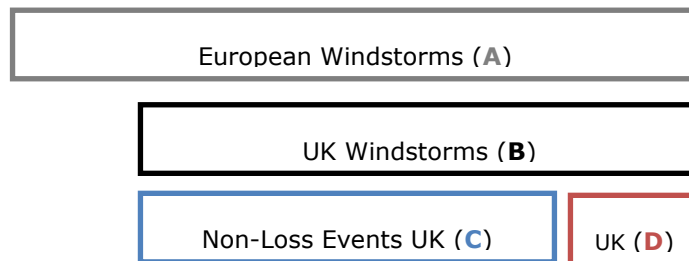 European Windstorms (A)
UK Windstorms (B)
Non-Loss Events UK (C)
UK (D)